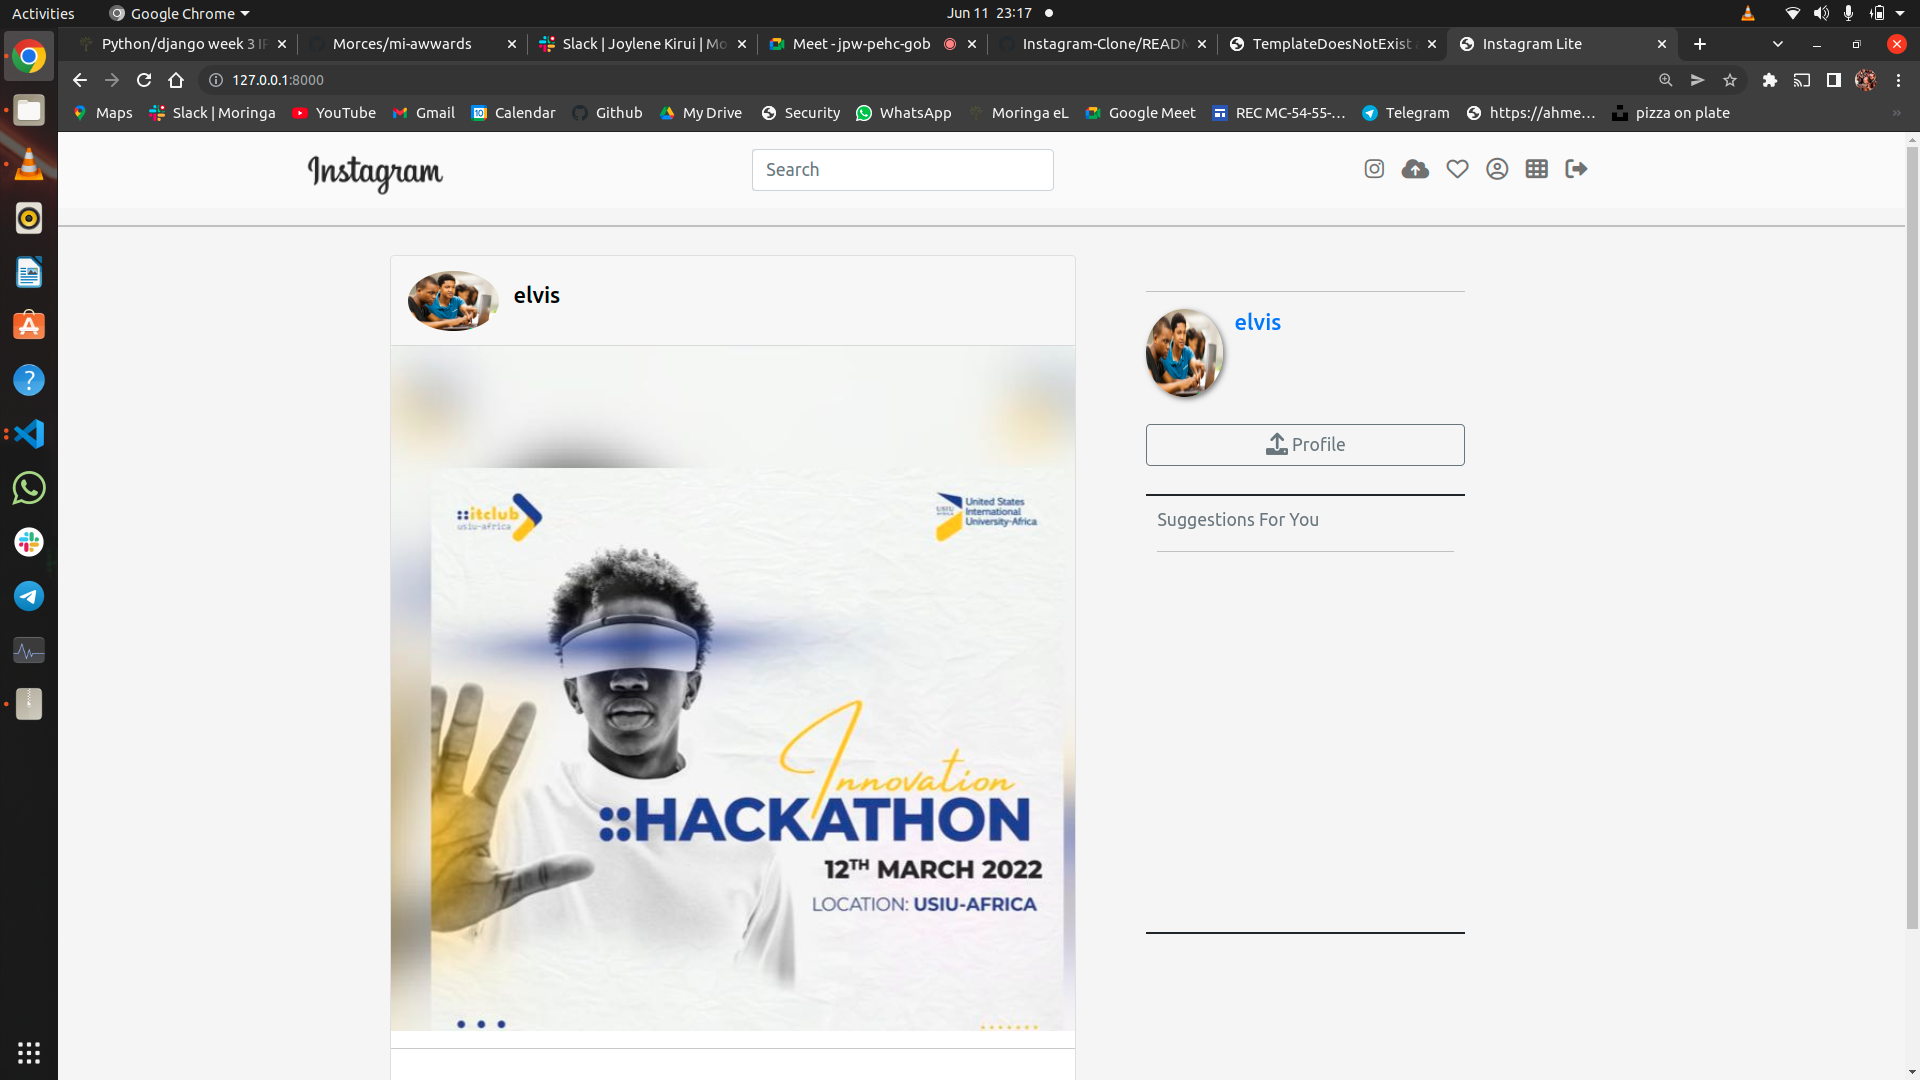 Activities
Google Chrome
Jun 11 23:17
Python/django week 3 IP
Morces/mi-awwards
Slack | Joylene Kirui | Mo
Meet - jpw-pehc-gob
Instagram-Clone/READM
TemplateDoesNotExist a
Instagram Lite
127.0.0.1:8000
Maps
Slack | Moringa
YouTube
Gmail
Calendar
Github
My Drive
Security
WhatsApp
Moringa eL
Google Meet
REC MC-54-55-...
Telegram
https://ahme...
pizza on plate
Instagram
Search
elvis
elvis
Profile
Suggestions For You
::itclub
usiu-africa
USIU
United States
International
University-Africa
Innovation
::HACKATHON
12TH MARCH 2022
LOCATION: USIU-AFRICA